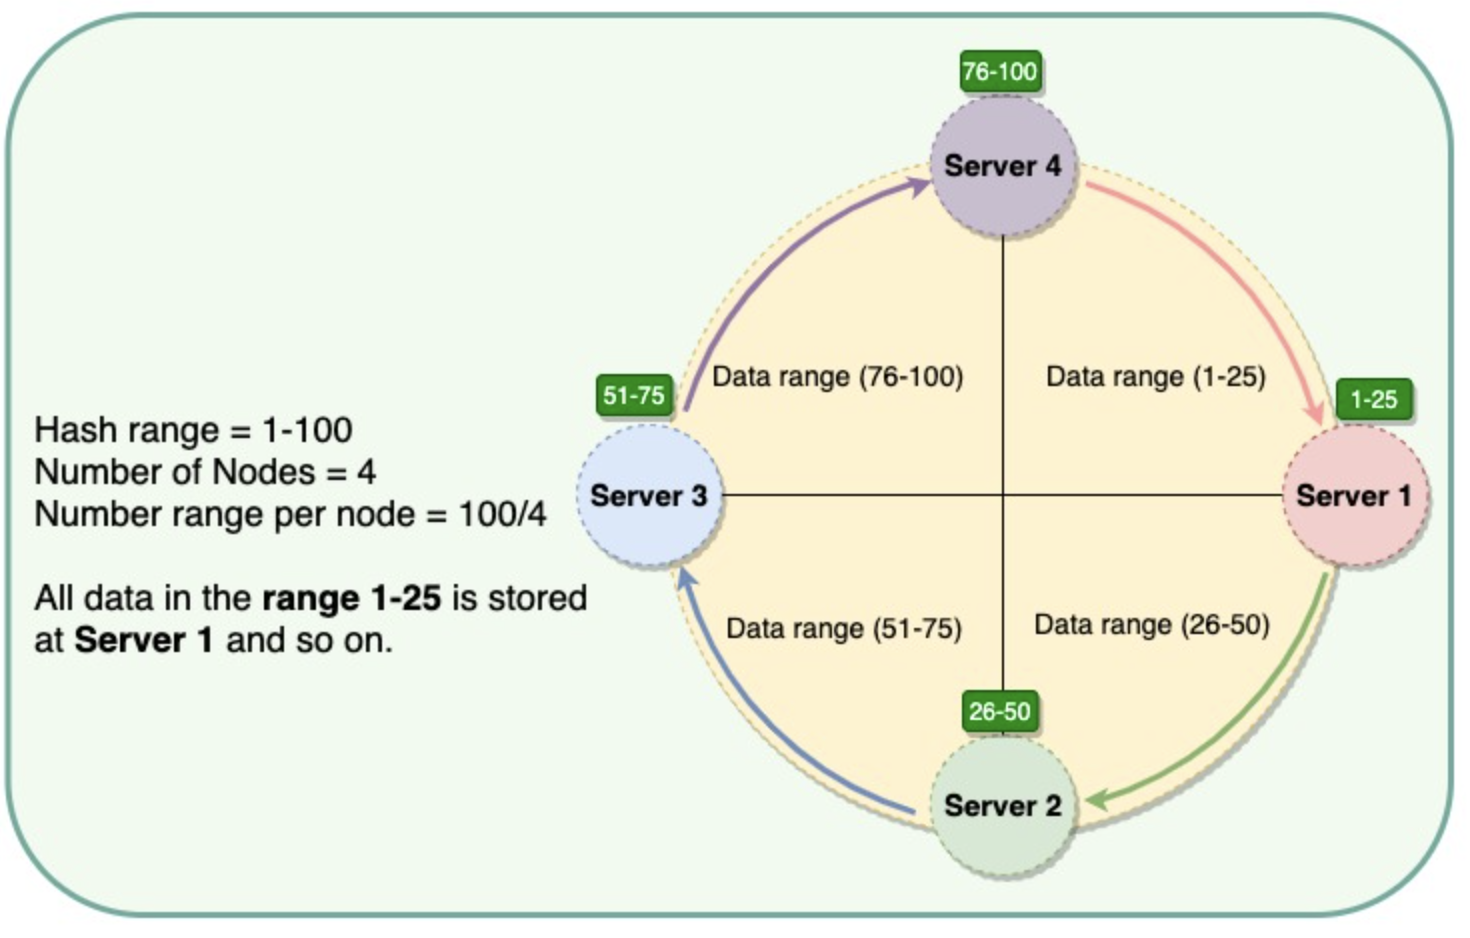 76-100
Server 4
Data range (76-100)
Data range (1-25)
51-75
1-25
Hash range = 1-100
Number of Nodes = 4
Number range per node = 100/4
Server 3
Server 1
All data in the range 1-25 is stored
at Server 1 and so on.
Data range (51-75)
Data range (26-50)
26-50
Server 2